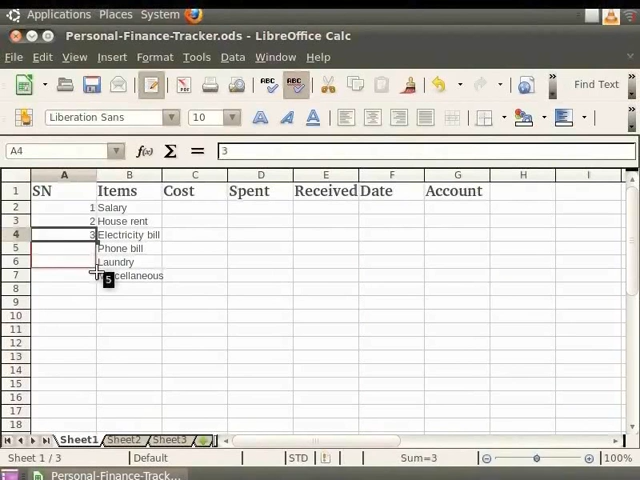 Applications Places System
Personal-Finance-Tracker.ods - LibreOffice Calc
File Edit View Insert Format Tools Data Window Help
ABC ABC Find Text
Liberation Sans 10
A4 f(x) Σ = 3
A B C D E F G H I
1 SN Items Cost Spent Received Date Account
2 1 Salary
3 2 House rent
4 3 Electricity bill
5 Phone bill
6 Laundry
7 cellaneous
5
8
9
10
11
12
13
14
15
16
17
18
Sheet1 Sheet2 Sheet3
Sheet 1 / 3 Default STD Sum=3 100%
Personal-Finance-Track...